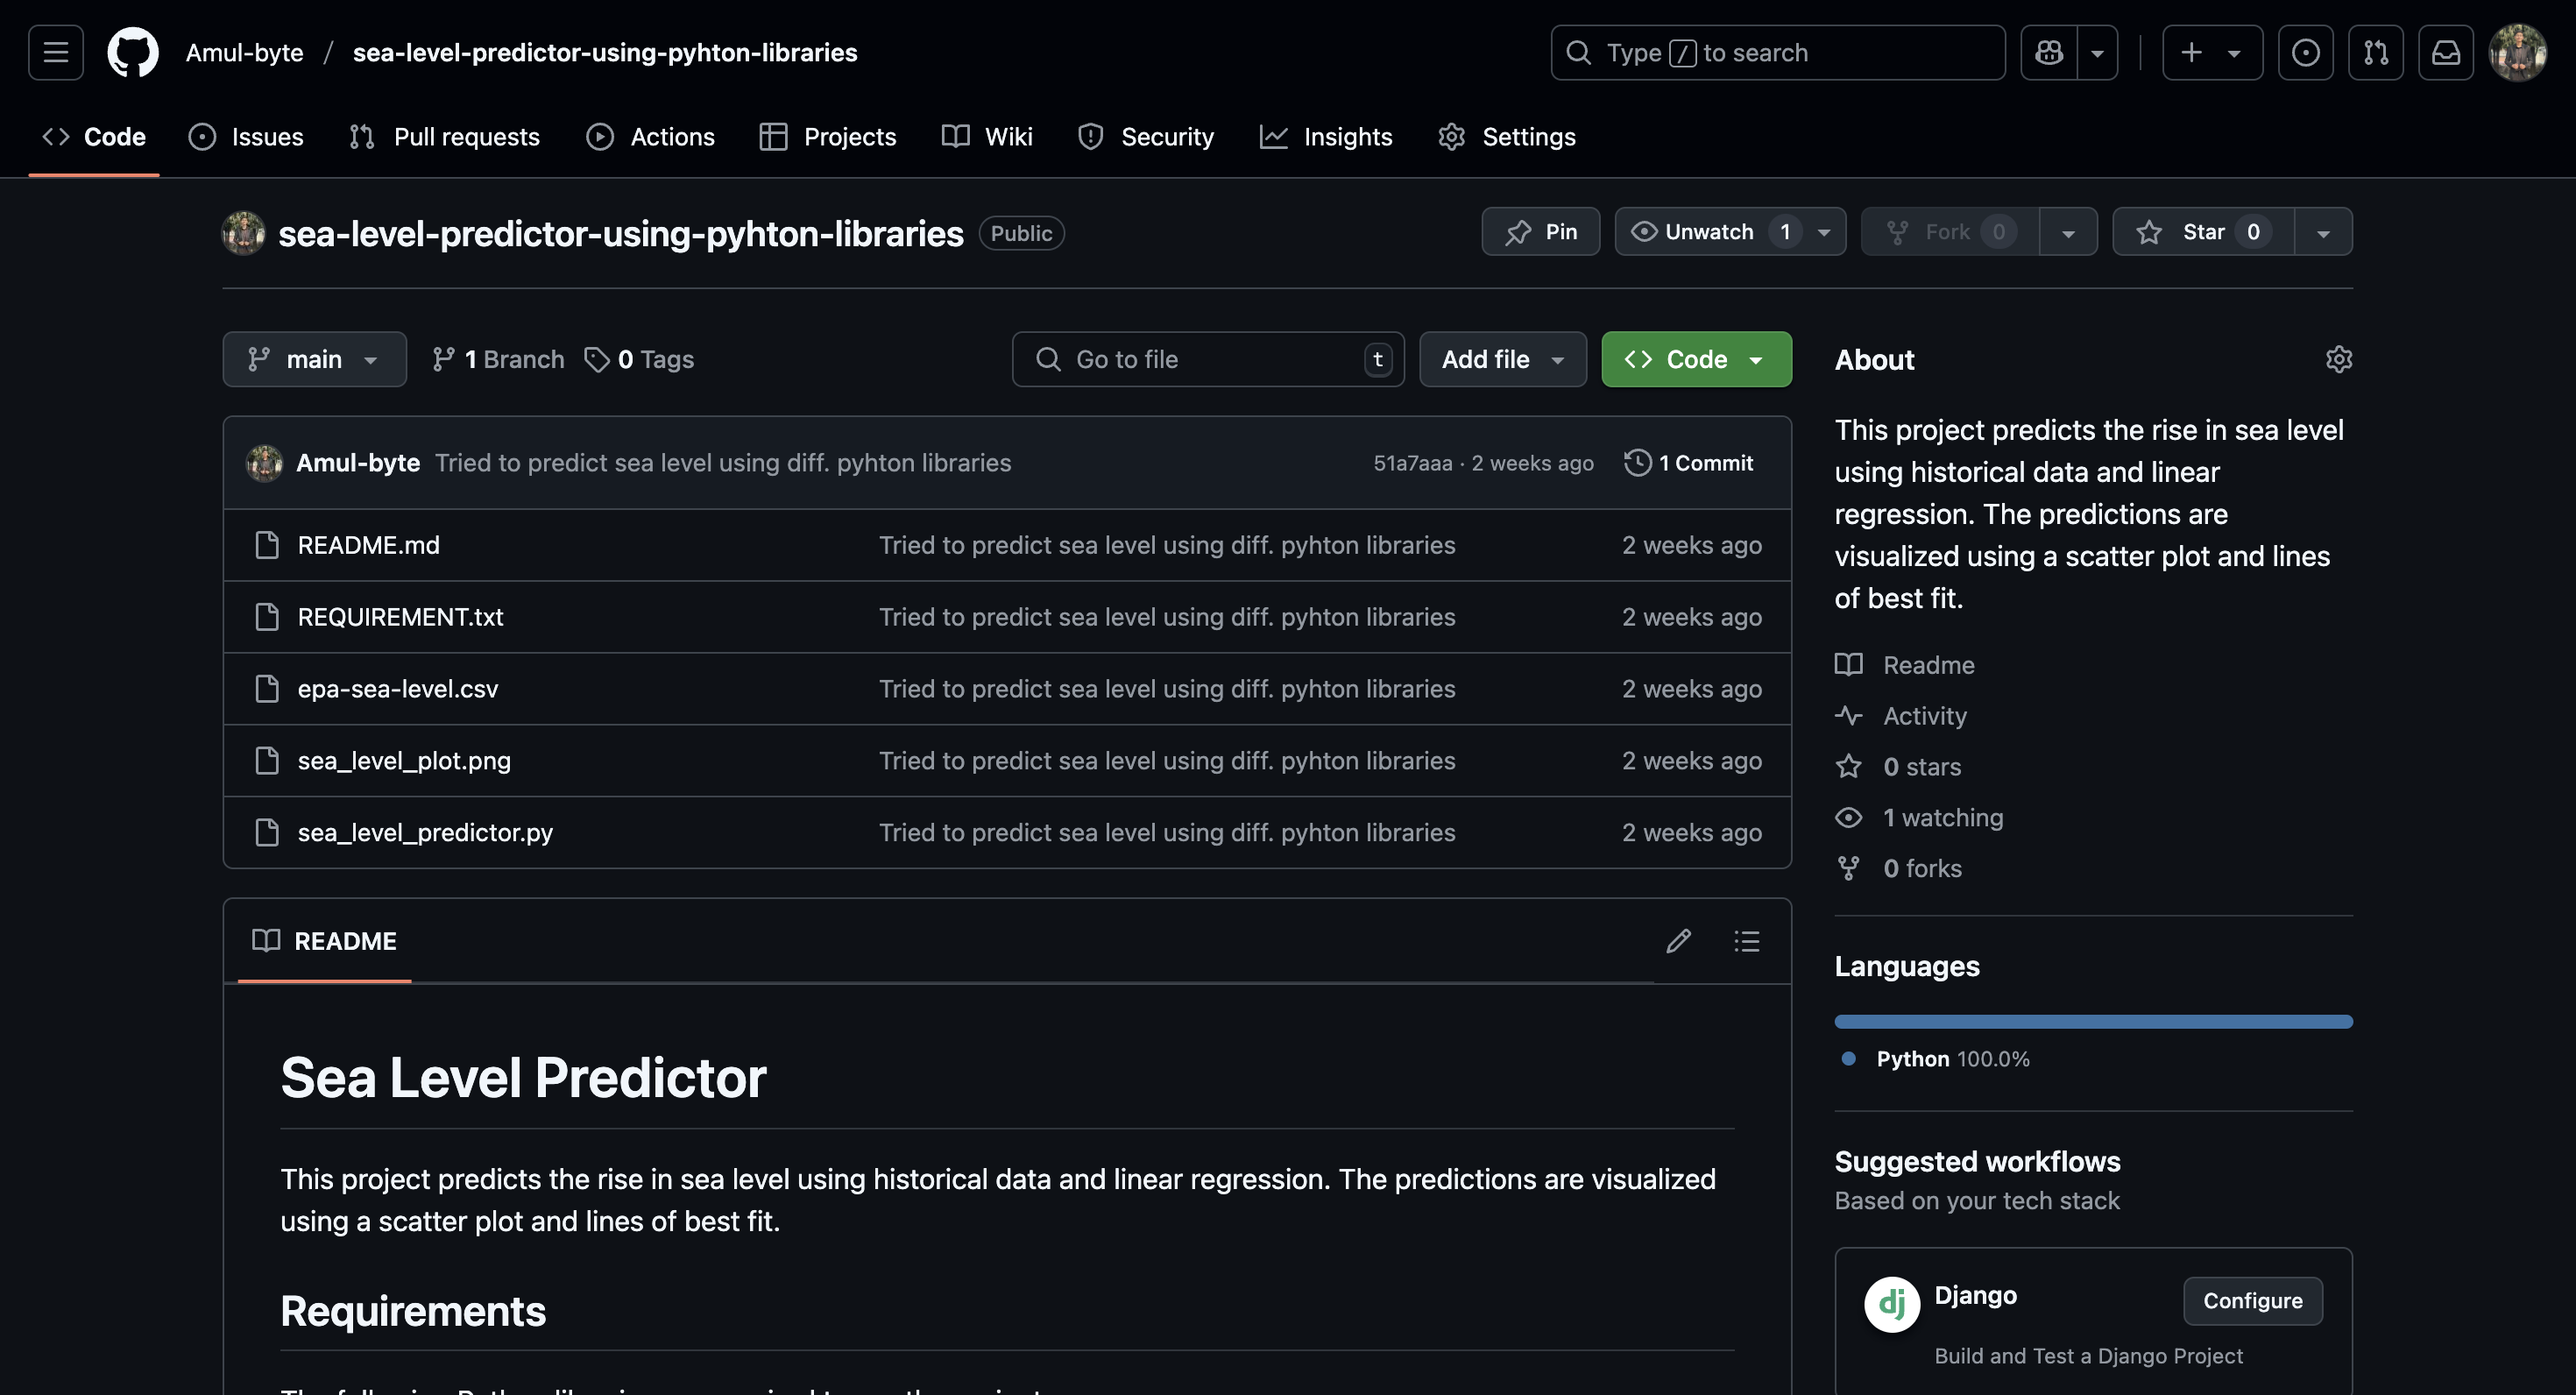 Amul-byte / sea-level-predictor-using-pyhton-libraries
Type / to search
Code Issues Pull requests Actions Projects Wiki Security Insights Settings
sea-level-predictor-using-pyhton-libraries Public
Pin Unwatch 1 Fork 0 Star 0
main 1 Branch 0 Tags Go to file t Add file Code
Amul-byte Tried to predict sea level using diff. pyhton libraries 51a7aaa · 2 weeks ago 1 Commit
README.md Tried to predict sea level using diff. pyhton libraries 2 weeks ago
REQUIREMENT.txt Tried to predict sea level using diff. pyhton libraries 2 weeks ago
epa-sea-level.csv Tried to predict sea level using diff. pyhton libraries 2 weeks ago
sea_level_plot.png Tried to predict sea level using diff. pyhton libraries 2 weeks ago
sea_level_predictor.py Tried to predict sea level using diff. pyhton libraries 2 weeks ago
README
Sea Level Predictor
This project predicts the rise in sea level using historical data and linear regression. The predictions are visualized
using a scatter plot and lines of best fit.
Requirements
About
This project predicts the rise in sea level
using historical data and linear
regression. The predictions are
visualized using a scatter plot and lines
of best fit.
Readme
Activity
0 stars
1 watching
0 forks
Languages
Python 100.0%
Suggested workflows
Based on your tech stack
dj
Django
Configure
Build and Test a Django Project